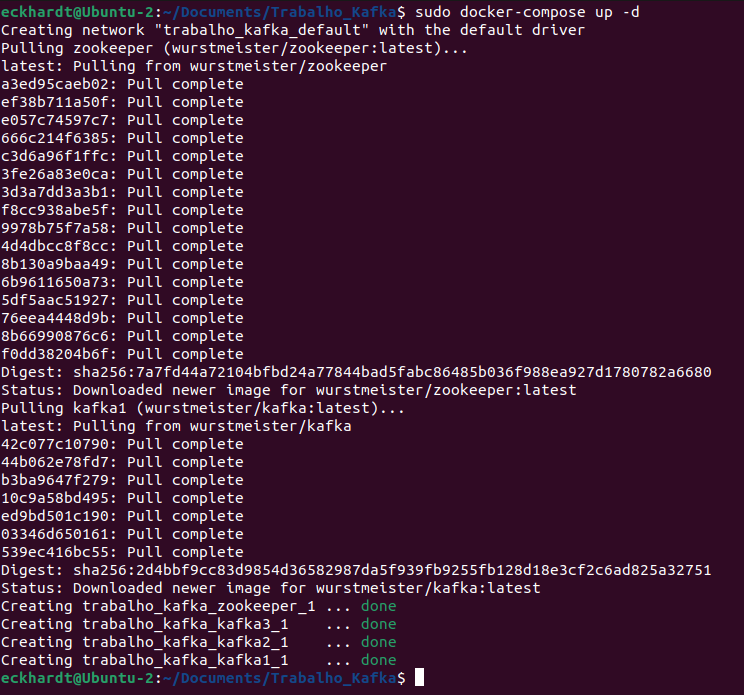 eckhardt@Ubuntu-2:~/Documents/Trabalho_Kafka$ sudo docker-compose up -d
Creating network "trabalho_kafka_default" with the default driver
Pulling zookeeper (wurstmeister/zookeeper:latest)...
latest: Pulling from wurstmeister/zookeeper
a3ed95caeb02: Pull complete
ef38b711a50f: Pull complete
e057c74597c7: Pull complete
666c214f6385: Pull complete
c3d6a96f1ffc: Pull complete
3fe26a83e0ca: Pull complete
3d3a7dd3a3b1: Pull complete
f8cc938abe5f: Pull complete
9978b75f7a58: Pull complete
4d4dbcc8f8cc: Pull complete
8b130a9baa49: Pull complete
6b9611650a73: Pull complete
5df5aac51927: Pull complete
76eea4448d9b: Pull complete
8b66990876c6: Pull complete
f0dd38204b6f: Pull complete
Digest: sha256:7a7fd44a72104bfbd24a77844bad5fabc86485b036f988ea927d1780782a6680
Status: Downloaded newer image for wurstmeister/zookeeper:latest
Pulling kafka1 (wurstmeister/kafka:latest)...
latest: Pulling from wurstmeister/kafka
42c077c10790: Pull complete
44b062e78fd7: Pull complete
b3ba9647f279: Pull complete
10c9a58bd495: Pull complete
ed9bd501c190: Pull complete
03346d650161: Pull complete
539ec416bc55: Pull complete
Digest: sha256:2d4bbf9cc83d9854d36582987da5f939fb9255fb128d18e3cf2c6ad825a32751
Status: Downloaded newer image for wurstmeister/kafka:latest
Creating trabalho_kafka_zookeeper_1 ... done
Creating trabalho_kafka_kafka3_1    ... done
Creating trabalho_kafka_kafka2_1    ... done
Creating trabalho_kafka_kafka1_1    ... done
eckhardt@Ubuntu-2:~/Documents/Trabalho_Kafka$